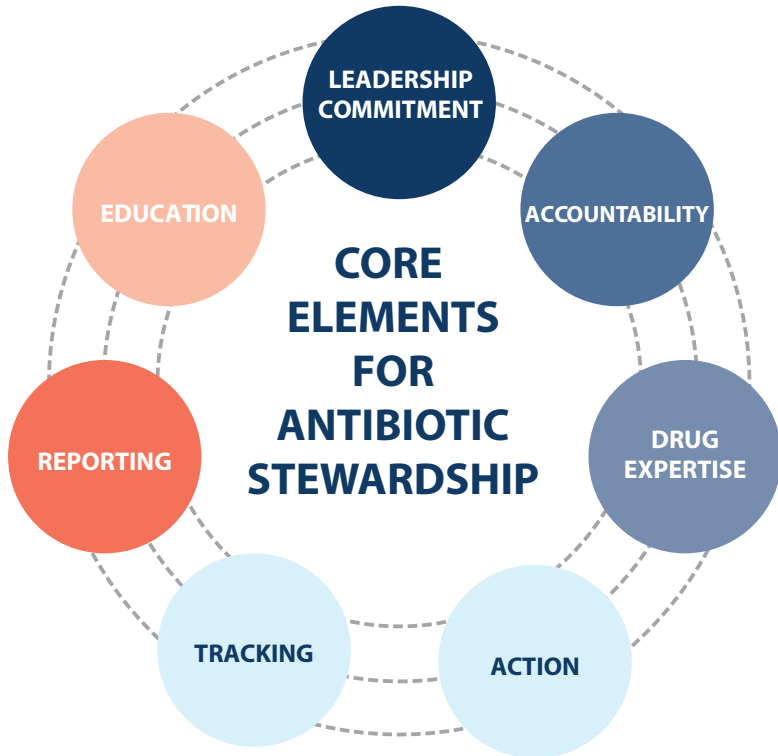 LEADERSHIP
COMMITMENT
ACCOUNTABILITY
DRUG
EXPERTISE
ACTION
TRACKING
REPORTING
EDUCATION
CORE
ELEMENTS
FOR
ANTIBIOTIC
STEWARDSHIP